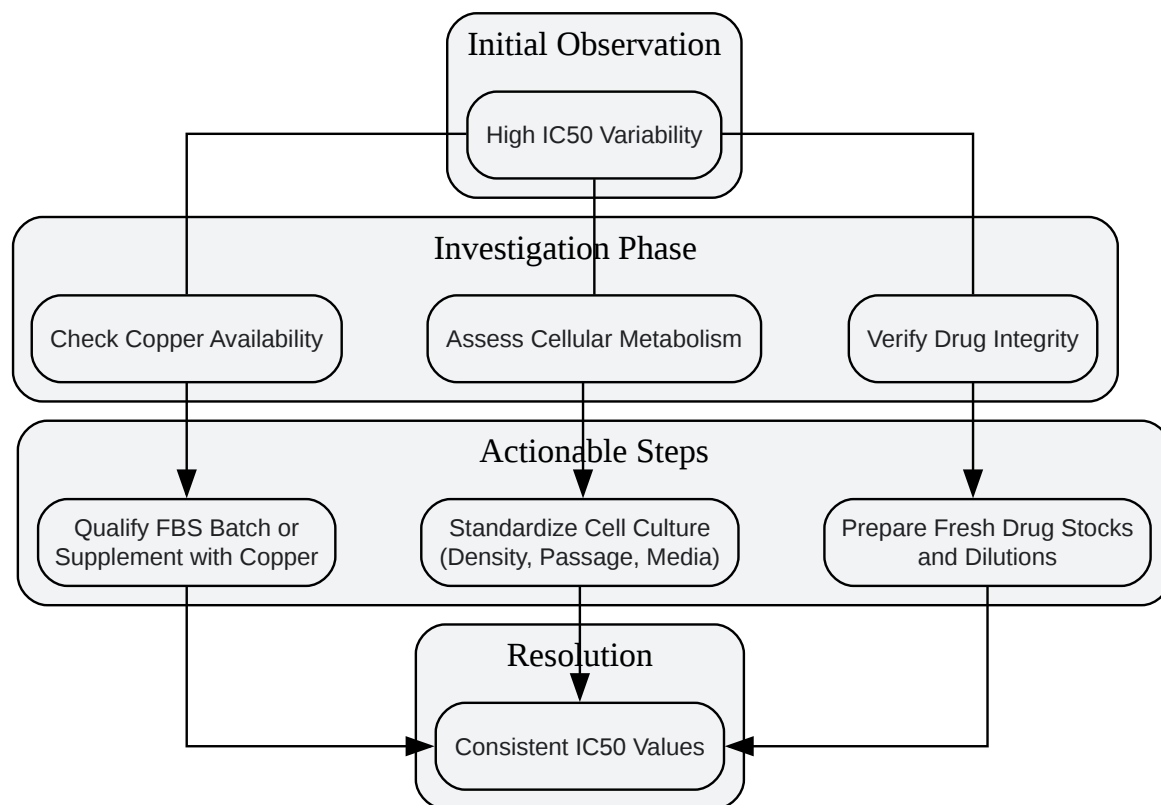 Initial Observation
High IC50 Variability
Investigation Phase
Check Copper Availability
Assess Cellular Metabolism
Verify Drug Integrity
Actionable Steps
Qualify FBS Batch or
Supplement with Copper
Standardize Cell Culture
(Density, Passage, Media)
Prepare Fresh Drug Stocks
and Dilutions
Resolution
Consistent IC50 Values